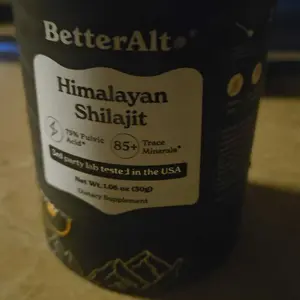 BetterAlt
Himalayan
Shilajit
75% Fulvic
Acid*
85+
Trace
Minerals*
3rd-party lab tested in the USA
Net Wt. 1.06 oz (30g)
Dietary Supplement